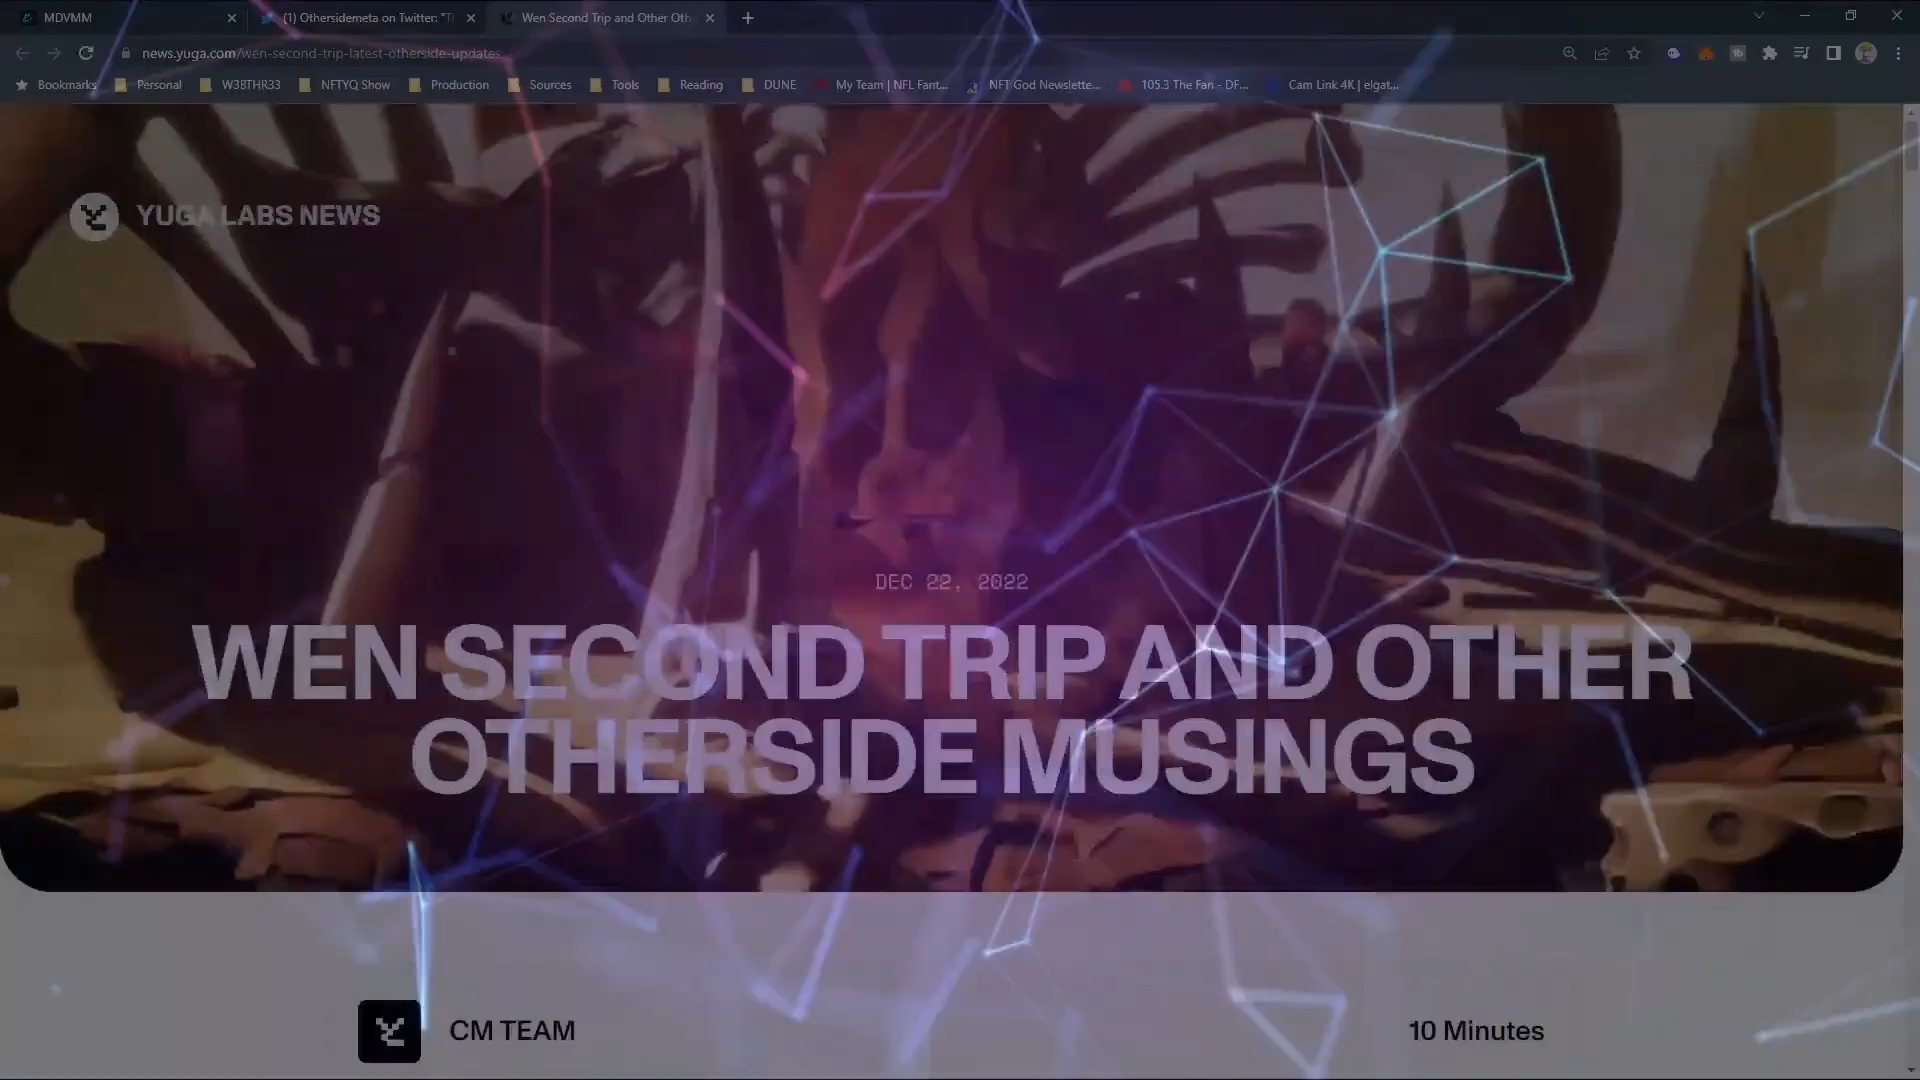 MDVMM
(1) Othersidemeta on Twitter: "T
Wen Second Trip and Other Oth
news.yuga.com/wen-second-trip-latest-otherside-updates
Bookmarks
Personal
W3BTHR33
NFTYQ Show
Production
Sources
Tools
Reading
DUNE
My Team | NFL Fant...
NFT God Newslette...
105.3 The Fan - DF...
Cam Link 4K | elgat...
YUGA LABS NEWS
DEC 22, 2022
WEN SECOND TRIP AND OTHER
OTHERSIDE MUSINGS
CM TEAM
10 Minutes